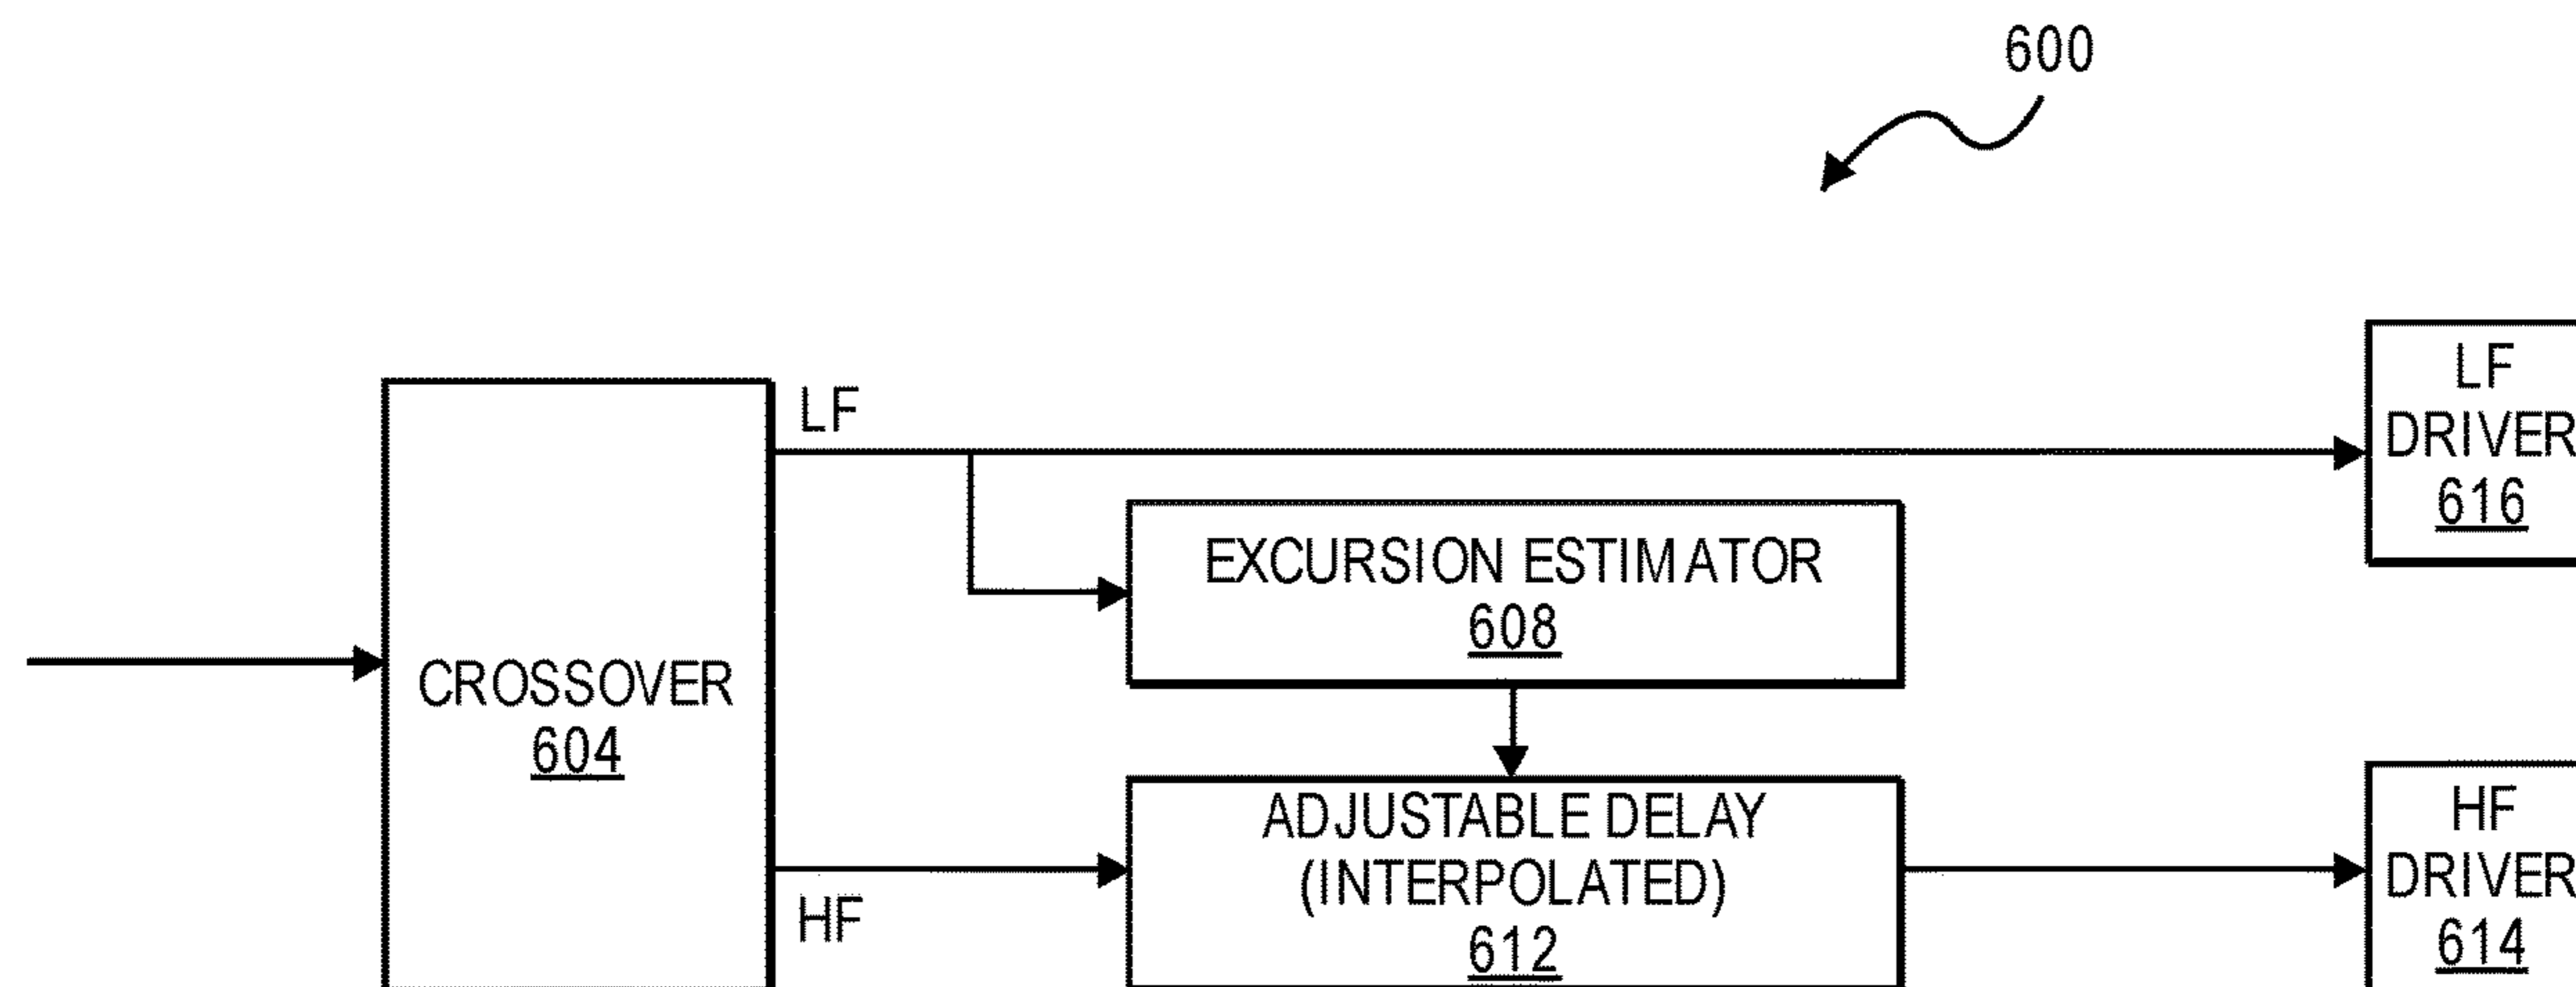 600
LF
LF
DRIVER
616
EXCURSION ESTIMATOR
608
CROSSOVER
604
ADJUSTABLE DELAY
(INTERPOLATED)
612
HF
HF
DRIVER
614